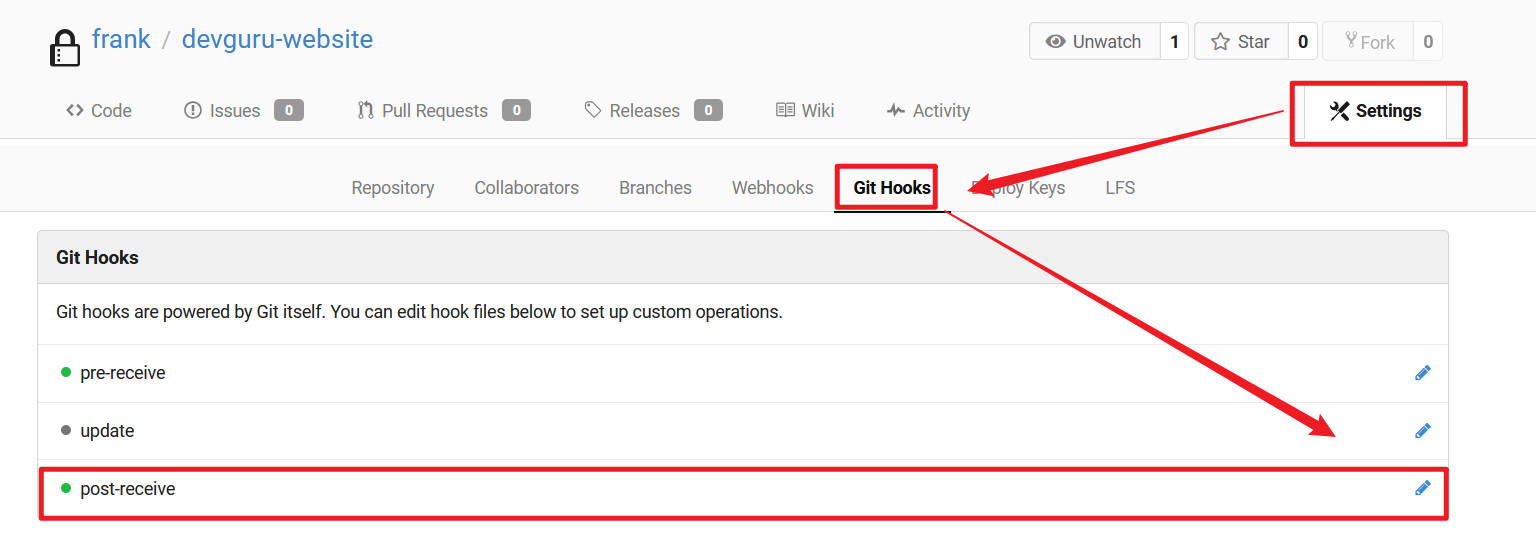 frank / devguru-website
Unwatch 1 Star 0 Fork 0
Code Issues 0 Pull Requests 0 Releases 0 Wiki Activity Settings
Repository Collaborators Branches Webhooks Git Hooks Deploy Keys LFS
Git Hooks
Git hooks are powered by Git itself. You can edit hook files below to set up custom operations.
pre-receive
update
post-receive